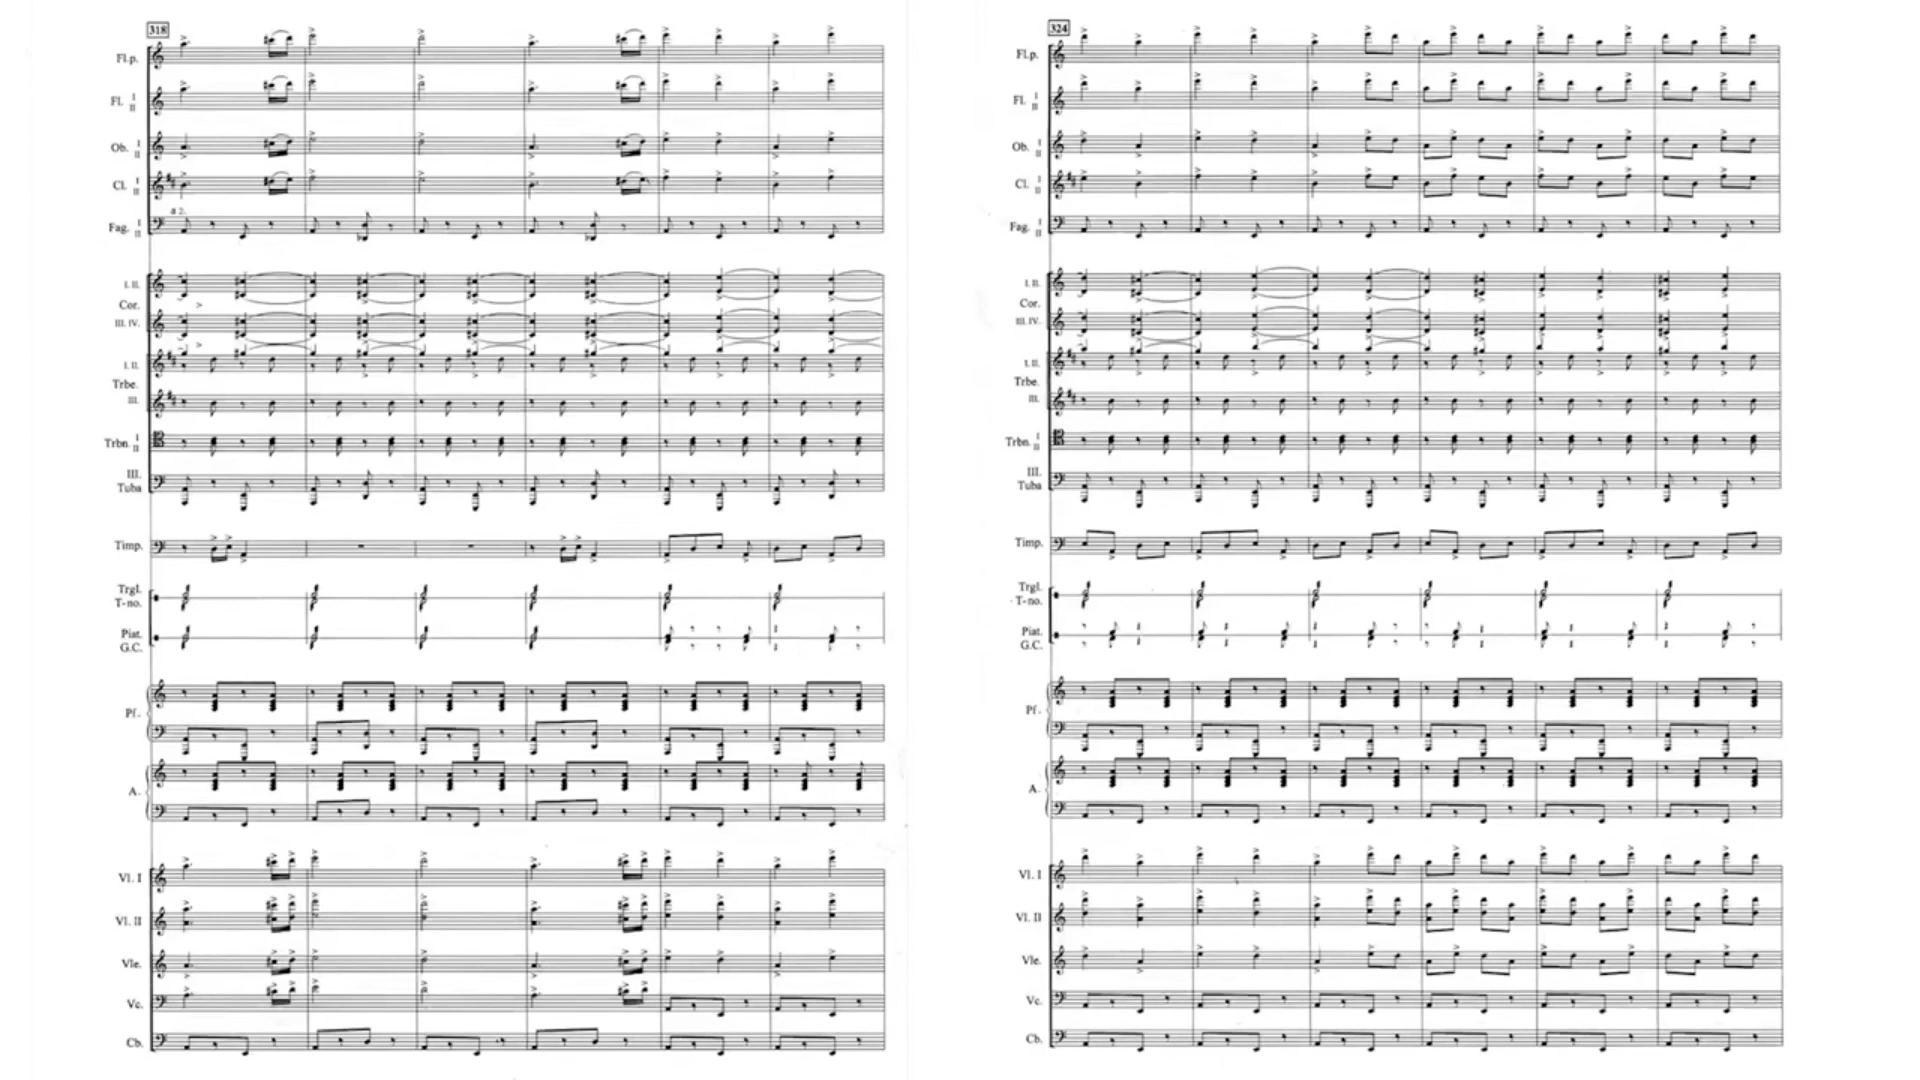 318
Fl.p.
Fl. I II
Ob. I II
Cl. I II
a 2.
Fag. I II
I. II.
Cor.
III. IV.
I. II.
Trbe.
III.
Trbn. I II
III.
Tuba
Timp.
Trgl.
T-no.
Piat.
G.C.
Pf.
A.
Vl. I
Vl. II
Vle.
Vc.
Cb.
324
Fl.p.
Fl. I II
Ob. I II
Cl. I II
Fag. I II
I. II.
Cor.
III. IV.
I. II.
Trbe.
III.
Trbn. I II
III.
Tuba
Timp.
Trgl.
T-no.
Piat.
G.C.
Pf.
A.
Vl. I
Vl. II
Vle.
Vc.
Cb.